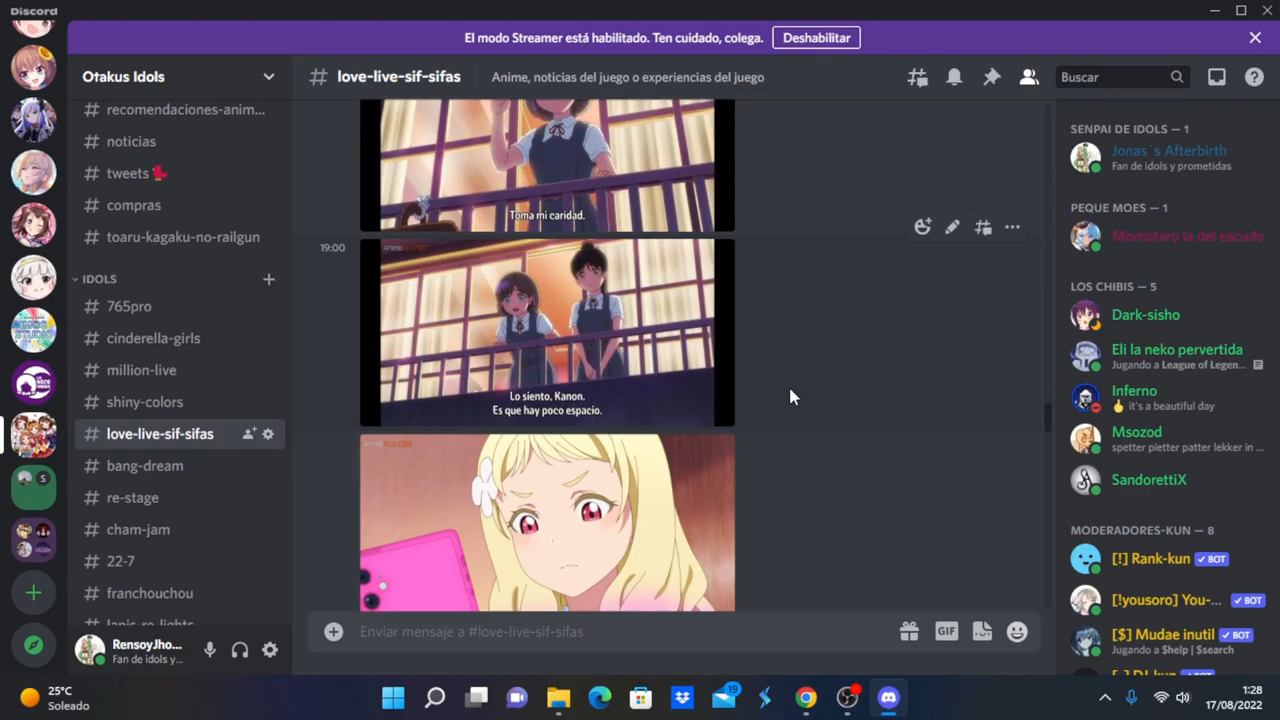 Discord
El modo Streamer está habilitado. Ten cuidado, colega.
Deshabilitar
Otakus Idols
# love-live-sif-sifas
Anime, noticias del juego o experiencias del juego
Buscar
# recomendaciones-anim...
# noticias
# tweets
# compras
# toaru-kagaku-no-railgun
IDOLS
# 765pro
# cinderella-girls
# million-live
# shiny-colors
# love-live-sif-sifas
# bang-dream
# re-stage
# cham-jam
# 22-7
# franchouchou
# lapis-re-lights
RensoyJho...
Fan de idols y...
Toma mi caridad.
19:00
Lo siento, Kanon.
Es que hay poco espacio.
Enviar mensaje a #love-live-sif-sifas
GIF
SENPAI DE IDOLS — 1
Jonas´s Afterbirth
Fan de idols y prometidas
PEQUE MOES — 1
Momotaro la del escudo
LOS CHIBIS — 5
Dark-sisho
Eli la neko pervertida
Jugando a League of Legen...
Inferno
it's a beautiful day
Msozod
spetter pietter patter lekker in ...
SandorettiX
MODERADORES-KUN — 8
[!] Rank-kun
BOT
[!yousoro] You-...
BOT
[$] Mudae inutil
BOT
Jugando a $help | $search
S
25°C
Soleado
19
1:28
17/08/2022